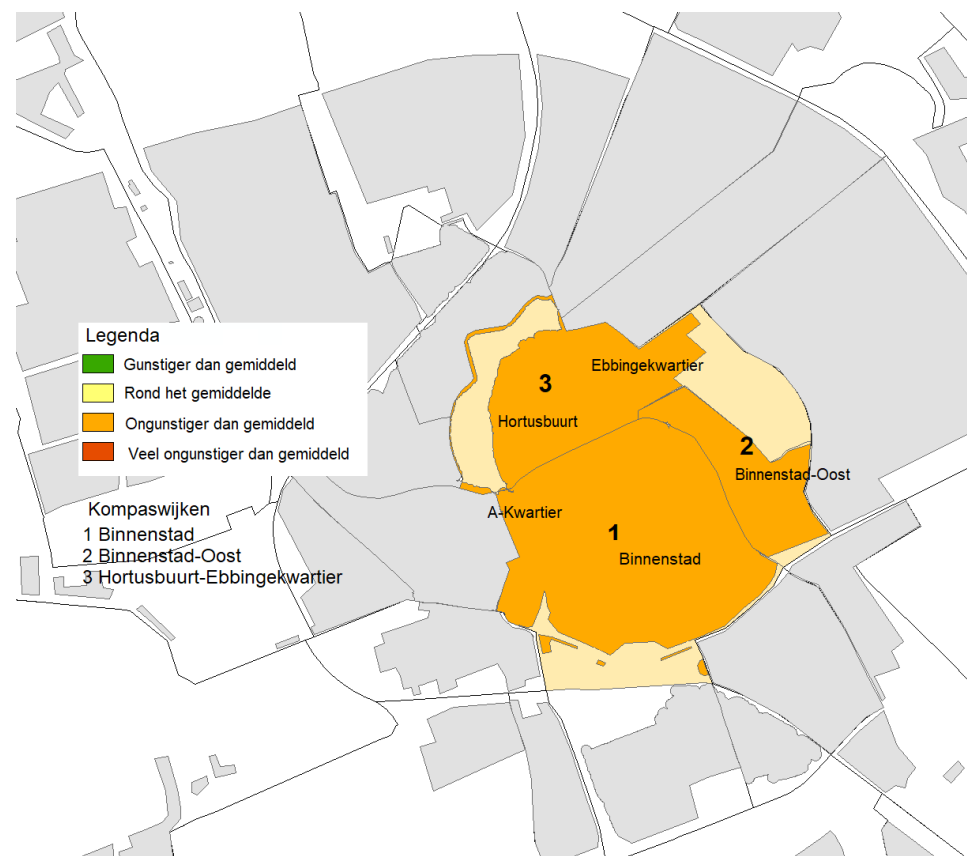 Legenda
Gunstiger dan gemiddeld
Rond het gemiddelde
Ongunstiger dan gemiddeld
Veel ongunstiger dan gemiddeld
Kompaswijken
1 Binnenstad
2 Binnenstad-Oost
3 Hortusbuurt-Ebbingekwartier
Ebbingekwartier
3
Hortusbuurt
2
Binnenstad-Oost
A-Kwartier
1
Binnenstad